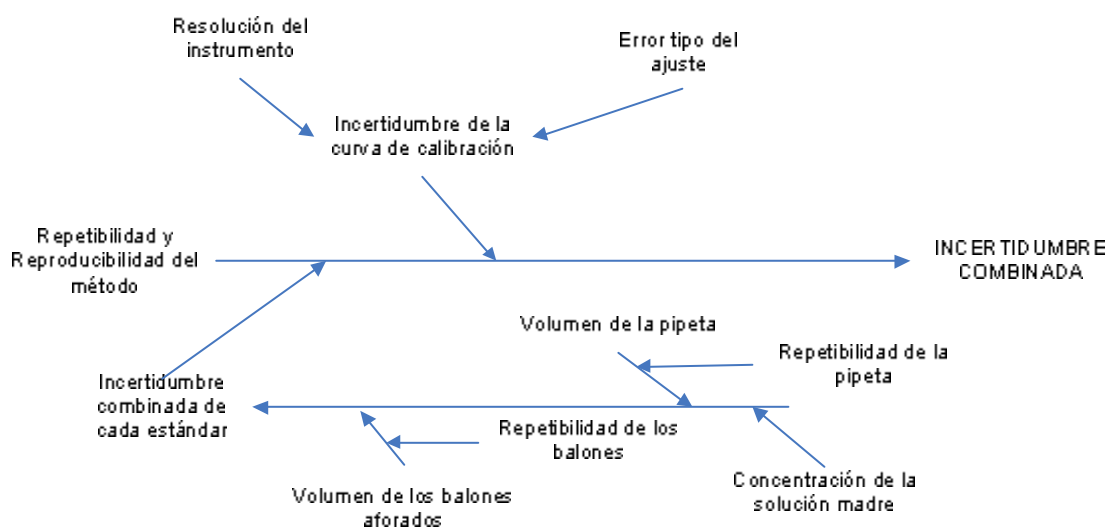 Resolución del
instrumento
Error tipo del
ajuste
Incertidumbre de la
curva de calibración
Repetibilidad y
Reproducibilidad del
método
INCERTIDUMBRE
COMBINADA
Volumen de la pipeta
Repetibilidad de la
pipeta
Incertidumbre
combinada de
cada estándar
Repetibilidad de los
balones
Volumen de los balones
aforados
Concentración de la
solución madre